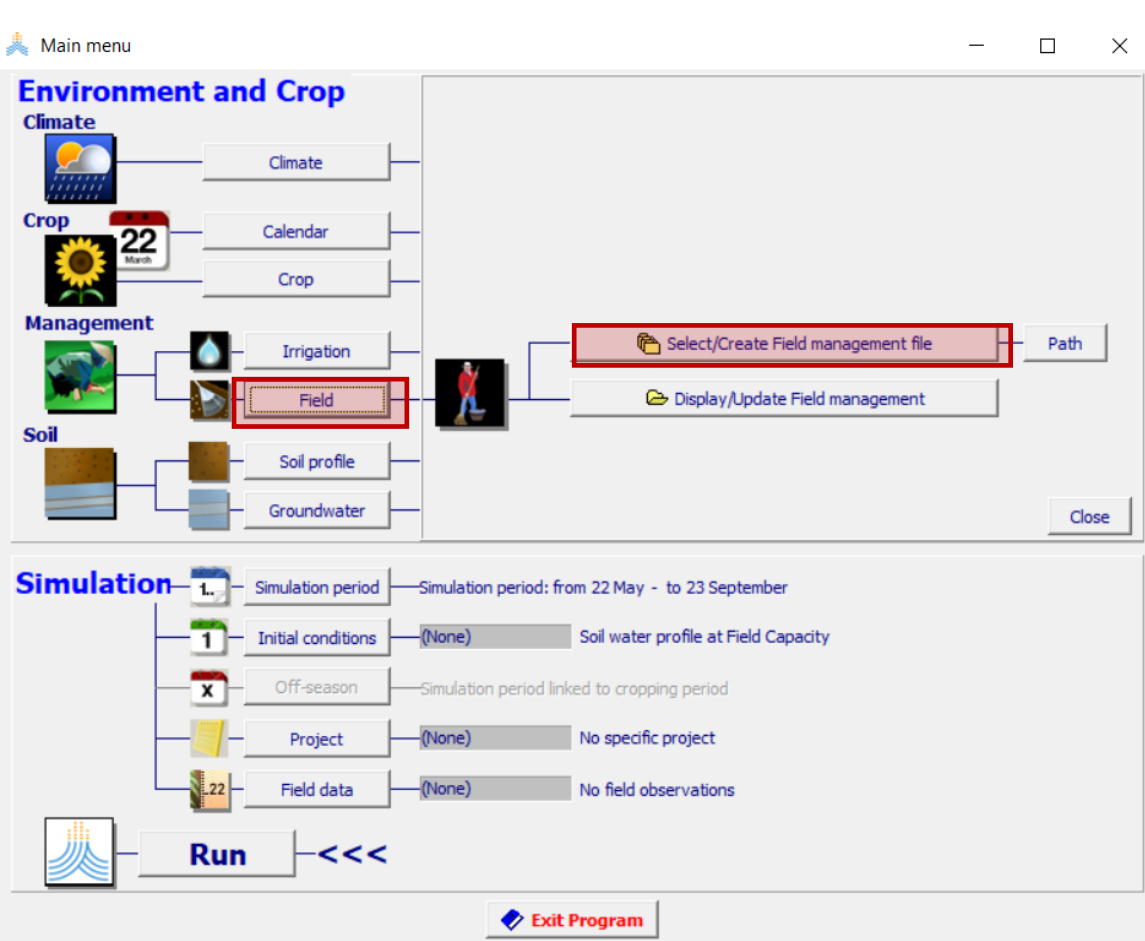 Main menu
Environment and Crop
Climate
Climate
Crop
22
March
Calendar
Crop
Management
Irrigation
Field
Select/Create Field management file
Path
Display/Update Field management
Soil
Soil profile
Groundwater
Close
Simulation
1..
Simulation period
Simulation period: from 22 May - to 23 September
1
Initial conditions
(None)
Soil water profile at Field Capacity
X
Off-season
Simulation period linked to cropping period
Project
(None)
No specific project
..22
Field data
(None)
No field observations
Run
<<<
Exit Program